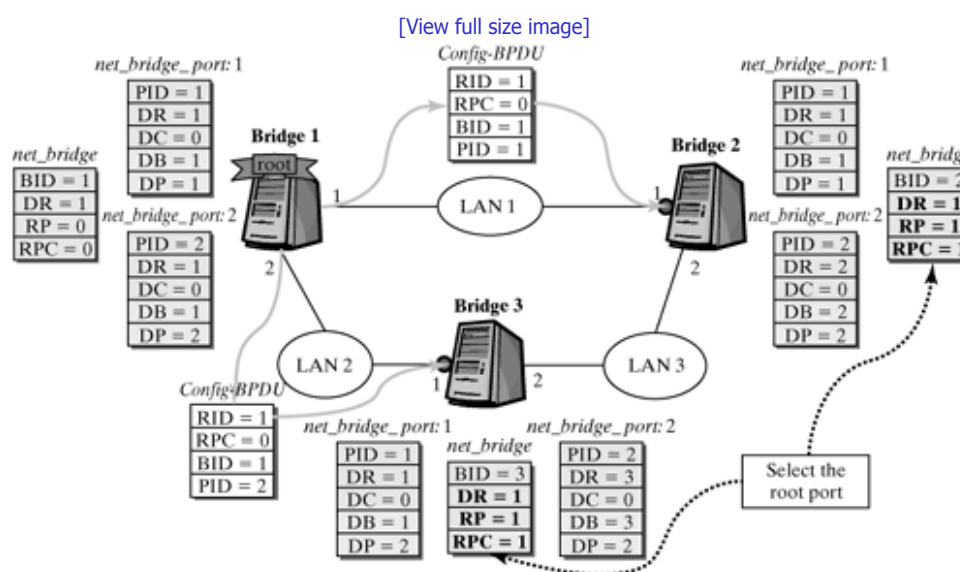 [View full size image]
Config-BPDU
RID = 1
RPC = 0
BID = 1
PID = 1
net_bridge_port: 1
PID = 1
DR = 1
DC = 0
DB = 1
DP = 1
net_bridge
BID = 1
DR = 1
RP = 0
RPC = 0
net_bridge_port: 2
PID = 2
DR = 1
DC = 0
DB = 1
DP = 2
Bridge 1
root
1
2
LAN 1
Bridge 2
1
2
net_bridge_port: 1
PID = 1
DR = 1
DC = 0
DB = 1
DP = 1
net_bridg
BID = 2
DR = 1
RP = 1
RPC = 1
net_bridge_port: 2
PID = 2
DR = 2
DC = 0
DB = 2
DP = 2
Bridge 3
LAN 2
1
2
LAN 3
Config-BPDU
RID = 1
RPC = 0
BID = 1
PID = 2
net_bridge_port: 1
PID = 1
DR = 1
DC = 0
DB = 1
DP = 2
net_bridge
BID = 3
DR = 1
RP = 1
RPC = 1
net_bridge_port: 2
PID = 2
DR = 3
DC = 0
DB = 3
DP = 2
Select the
root port